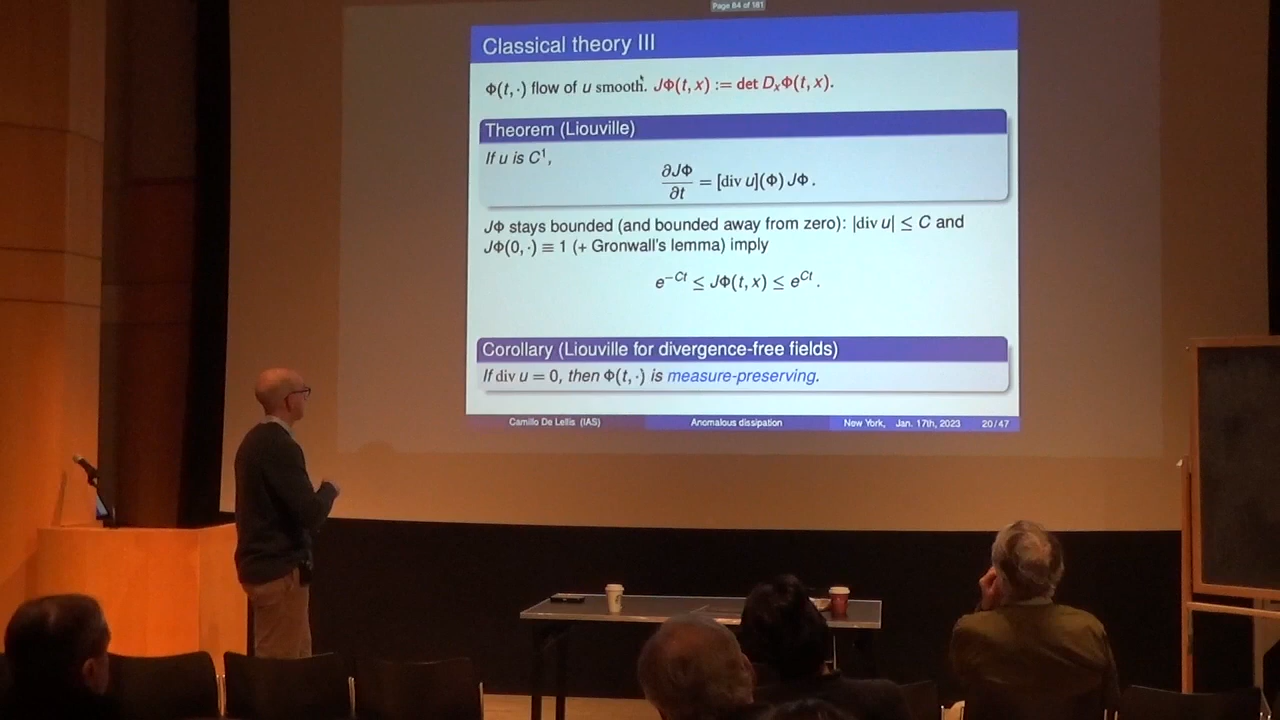 Page 64 of 181
Classical theory III
Φ(t,·) flow of u smooth. JΦ(t, x) := det DₓΦ(t, x).
Theorem (Liouville)
If u is C¹,
∂JΦ/∂t = [div u](Φ) JΦ .
JΦ stays bounded (and bounded away from zero): |div u| ≤ C and
JΦ(0, ·) ≡ 1 (+ Gronwall's lemma) imply
e⁻ᶜᵗ ≤ JΦ(t, x) ≤ eᶜᵗ .
Corollary (Liouville for divergence-free fields)
If div u = 0, then Φ(t, ·) is measure-preserving.
Camillo De Lellis (IAS) Anomalous dissipation New York, Jan. 17th, 2023 20/47